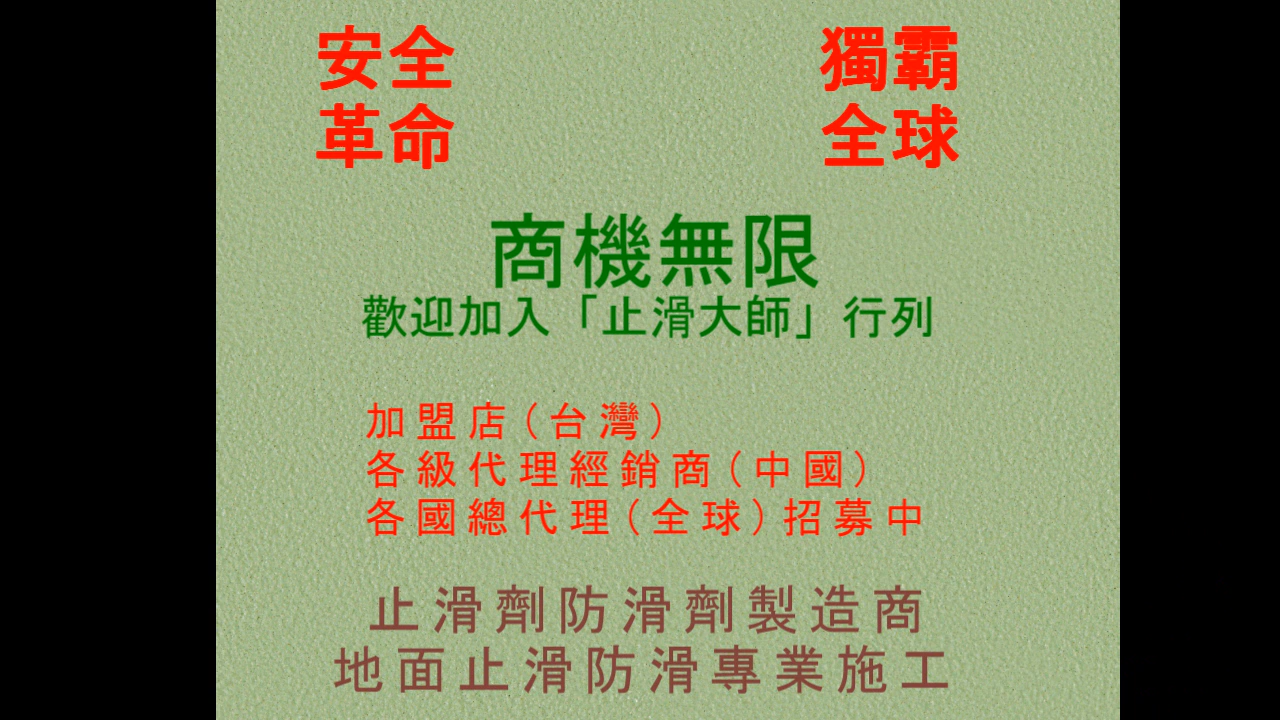 安全
革命
獨霸
全球
商機無限
歡迎加入「止滑大師」行列
加盟店(台灣)
各級代理經銷商(中國)
各國總代理(全球)招募中
止滑劑防滑劑製造商
地面止滑防滑專業施工